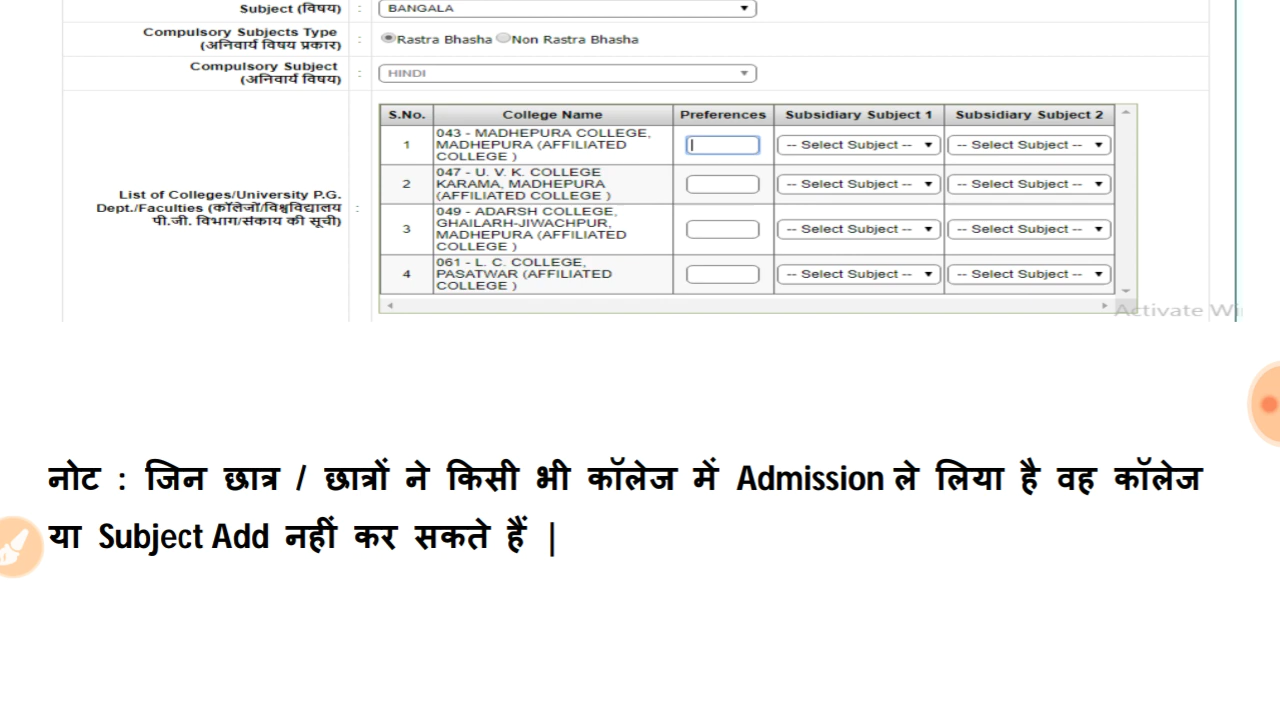 Subject (विषय) : BANGALA
Compulsory Subjects Type : Rastra Bhasha Non Rastra Bhasha
(अनिवार्य विषय प्रकार)
Compulsory Subject : HINDI
(अनिवार्य विषय)
List of Colleges/University P.G.
Dept./Faculties (कॉलेजों/विश्वविद्यालय :
पी.जी. विभाग/संकाय की सूची)
S.No. College Name Preferences Subsidiary Subject 1 Subsidiary Subject 2
043 - MADHEPURA COLLEGE,
1 MADHEPURA (AFFILIATED -- Select Subject -- -- Select Subject --
COLLEGE )
047 - U. V. K. COLLEGE
2 KARAMA, MADHEPURA -- Select Subject -- -- Select Subject --
(AFFILIATED COLLEGE )
049 - ADARSH COLLEGE,
GHAILARH-JIWACHPUR,
3 MADHEPURA (AFFILIATED -- Select Subject -- -- Select Subject --
COLLEGE )
061 - L. C. COLLEGE,
4 PASATWAR (AFFILIATED -- Select Subject -- -- Select Subject --
COLLEGE )
Activate
नोट : जिन छात्र / छात्रों ने किसी भी कॉलेज में Admission ले लिया है वह कॉलेज
या Subject Add नहीं कर सकते हैं |